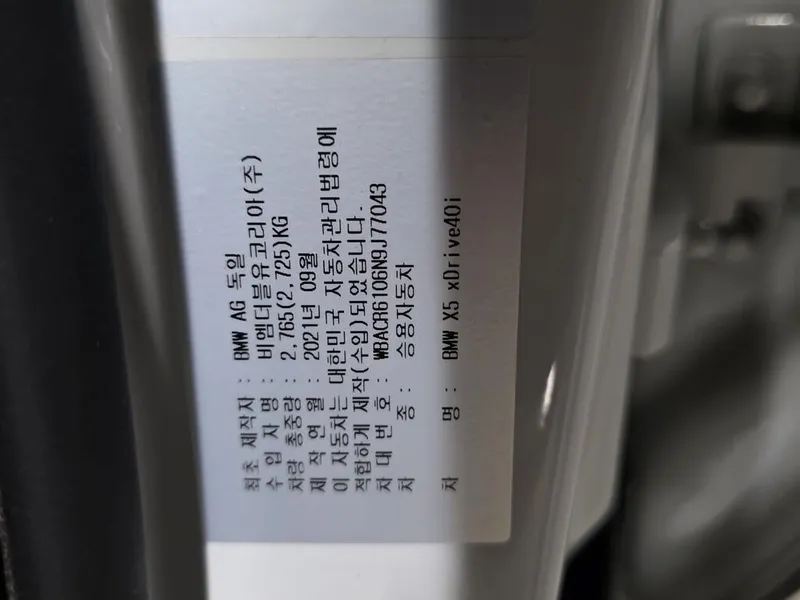 최초 제작자 : BMW AG 독일
수 입 자 명 : 비엠더블유코리아(주)
차량 총중량 : 2,765(2,725)KG
제 작 연 월 : 2021년 09월
이 자동차는 대한민국 자동차관리법령에
적합하게 제작(수입)되었습니다.
차 대 번 호 : WBACR6106N9J77043
차 종 : 승용자동차
차 명 : BMW X5 xDrive40i